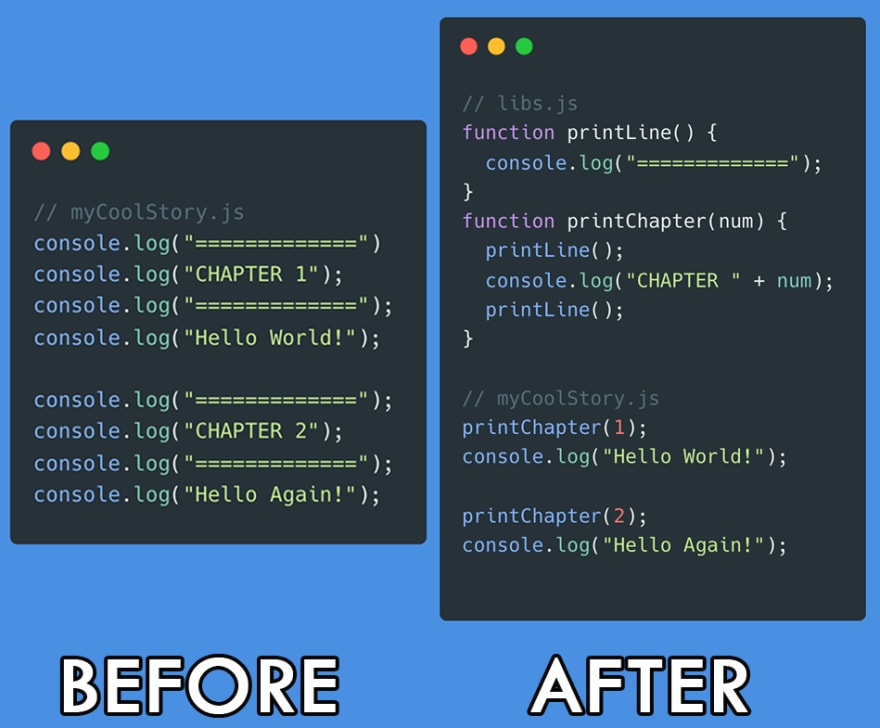 // myCoolStory.js
console.log("=============")
console.log("CHAPTER 1");
console.log("=============");
console.log("Hello World!");

console.log("=============");
console.log("CHAPTER 2");
console.log("=============");
console.log("Hello Again!");

BEFORE

// libs.js
function printLine() {
  console.log("=============");
}
function printChapter(num) {
  printLine();
  console.log("CHAPTER " + num);
  printLine();
}

// myCoolStory.js
printChapter(1);
console.log("Hello World!");

printChapter(2);
console.log("Hello Again!");

AFTER